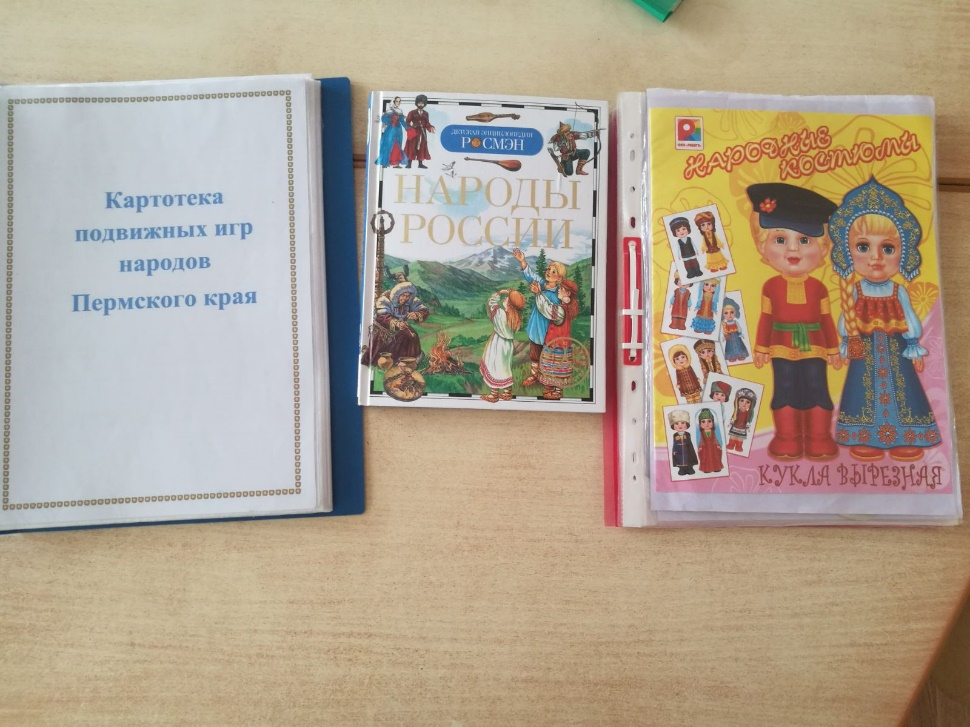 Картотека
подвижных игр
народов
Пермского края
ДЕТСКАЯ ЭНЦИКЛОПЕДИЯ
РОСМЭН
НАРОДЫ
РОССИИ
НАРОДНЫЕ
КОСТЮМЫ
КУКЛА ВЫРЕЗНАЯ